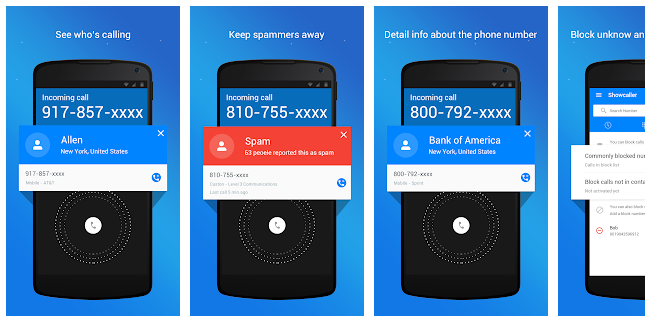 See who's calling
Incoming call
917-857-xxxx
Allen
New York, United States
917-857-xxxx
Mobile - AT&T
Keep spammers away
Incoming call
810-755-xxxx
Spam
53 peoele reported this as spam
810-755-xxxx
Easton - Level 3 Communications
Last call 5 min ago
Detail info about the phone number
Incoming call
800-792-xxxx
Bank of America
New York, United States
800-792-xxxx
Mobile - Sprint
Block unknow an
Showcaller
Search Number
You can block calls
Commonly blocked nu
Calls in block list
Block calls not in conta
Not activated yet
You can also block
Add a block number
Bob